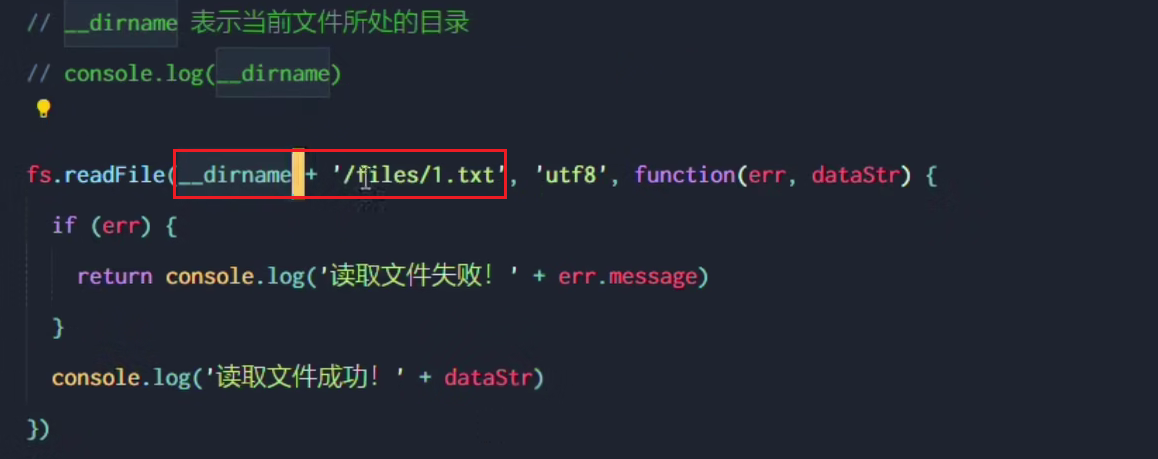 // __dirname 表示当前文件所处的目录
// console.log(__dirname)
fs.readFile(__dirname + '/files/1.txt', 'utf8', function(err, dataStr) {
if (err) {
return console.log('读取文件失败！' + err.message)
}
console.log('读取文件成功！' + dataStr)
})